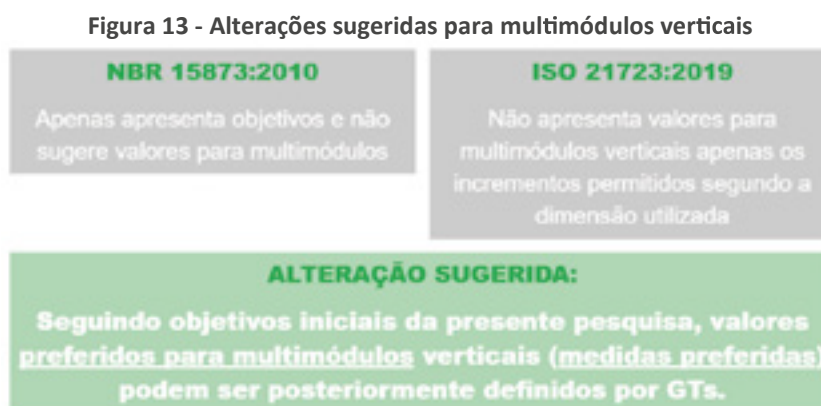 Figura 13 - Alterações sugeridas para multimódulos verticais
NBR 15873:2010
Apenas apresenta objetivos e não
sugere valores para multimódulos
ISO 21723:2019
Não apresenta valores para
multimódulos verticais apenas os
incrementos permitidos segundo a
dimensão utilizada
ALTERAÇÃO SUGERIDA:
Seguindo objetivos iniciais da presente pesquisa, valores
preferidos para multimódulos verticais (medidas preferidas)
podem ser posteriormente definidos por GTs.